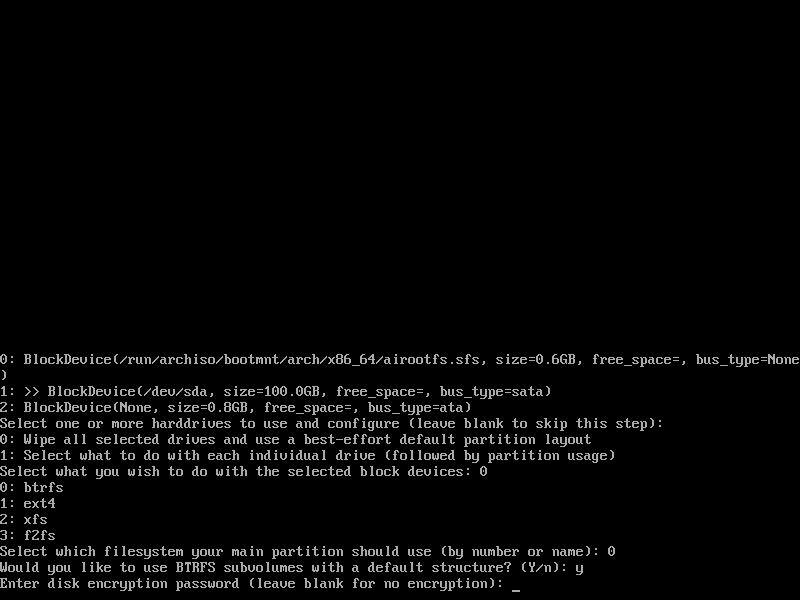 0: BlockDevice(/run/archiso/bootmnt/arch/x86_64/airootfs.sfs, size=0.6GB, free_space=, bus_type=None
)
1: >> BlockDevice(/dev/sda, size=100.0GB, free_space=, bus_type=sata)
2: BlockDevice(None, size=0.8GB, free_space=, bus_type=ata)
Select one or more harddrives to use and configure (leave blank to skip this step):
0: Wipe all selected drives and use a best-effort default partition layout
1: Select what to do with each individual drive (followed by partition usage)
Select what you wish to do with the selected block devices: 0
0: btrfs
1: ext4
2: xfs
3: f2fs
Select which filesystem your main partition should use (by number or name): 0
Would you like to use BTRFS subvolumes with a default structure? (Y/n): y
Enter disk encryption password (leave blank for no encryption): _